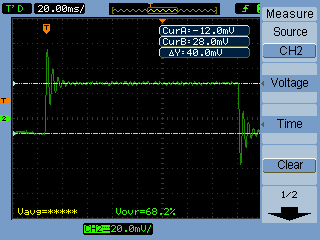 T'D 20.00ms/
Measure
Source
CH2
CurA:-12.0mV
CurB:28.0mV
ΔY:40.0mV
T
T
2
Voltage
Time
Clear
Vavg=***** Vovr=68.2%
1/2
CH2 20.0mV/